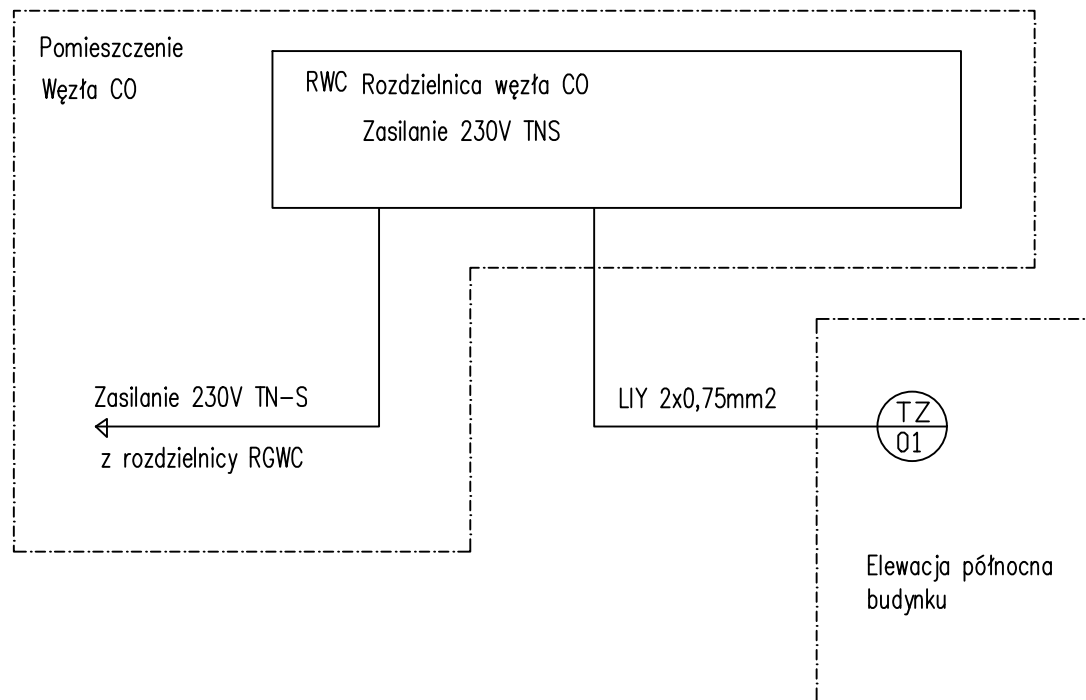 Pomieszczenie
Węzła CO
RWC Rozdzielnica węzła CO
Zasilanie 230V TNS
Zasilanie 230V TN-S
z rozdzielnicy RGWC
LIY 2x0,75mm2
TZ
01
Elewacja północna
budynku